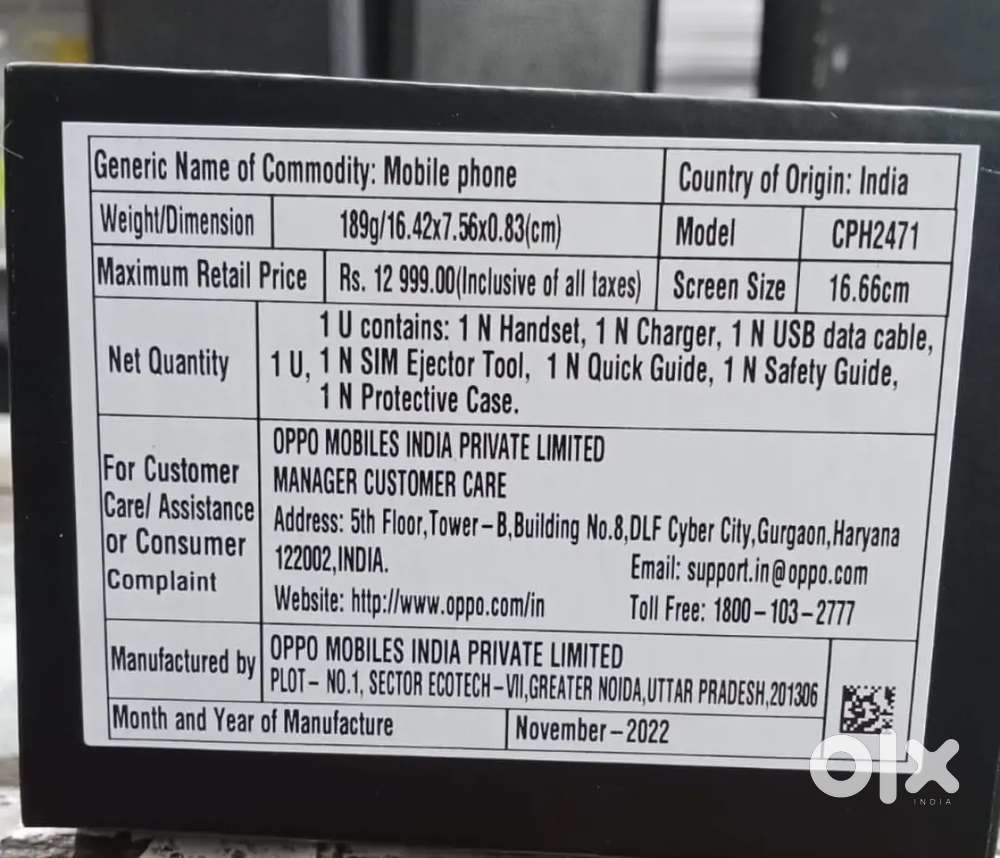 Generic Name of Commodity: Mobile phone
Country of Origin: India
Weight/Dimension
189g/16.42x7.56x0.83(cm)
Model
CPH2471
Maximum Retail Price
Rs. 12 999.00(Inclusive of all taxes)
Screen Size
16.66cm
Net Quantity
1 U contains: 1 N Handset, 1 N Charger, 1 N USB data cable,
1 U, 1 N SIM Ejector Tool, 1 N Quick Guide, 1 N Safety Guide,
1 N Protective Case.
For Customer
Care/ Assistance
or Consumer
Complaint
OPPO MOBILES INDIA PRIVATE LIMITED
MANAGER CUSTOMER CARE
Address: 5th Floor,Tower-B,Building No.8,DLF Cyber City,Gurgaon,Haryana
122002,INDIA.
Email: support.in@oppo.com
Website: http://www.oppo.com/in
Toll Free: 1800-103-2777
Manufactured by
OPPO MOBILES INDIA PRIVATE LIMITED
PLOT- NO.1, SECTOR ECOTECH-VII,GREATER NOIDA,UTTAR PRADESH,201306
Month and Year of Manufacture
November-2022
olx
INDIA